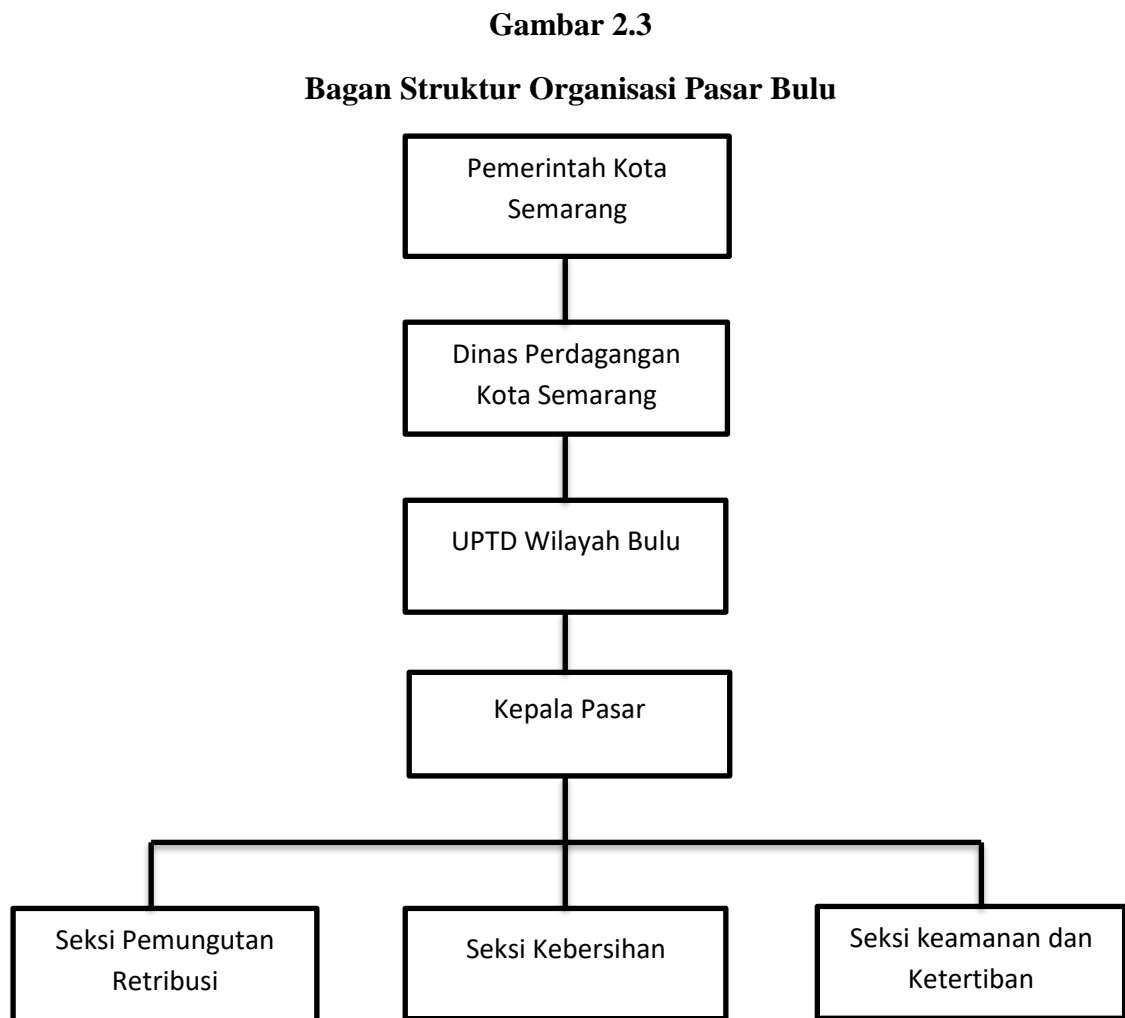 Gambar 2.3
Bagan Struktur Organisasi Pasar Bulu
Pemerintah Kota
Semarang
Dinas Perdagangan
Kota Semarang
UPTD Wilayah Bulu
Kepala Pasar
Seksi Pemungutan
Retribusi
Seksi Kebersihan
Seksi keamanan dan
Ketertiban